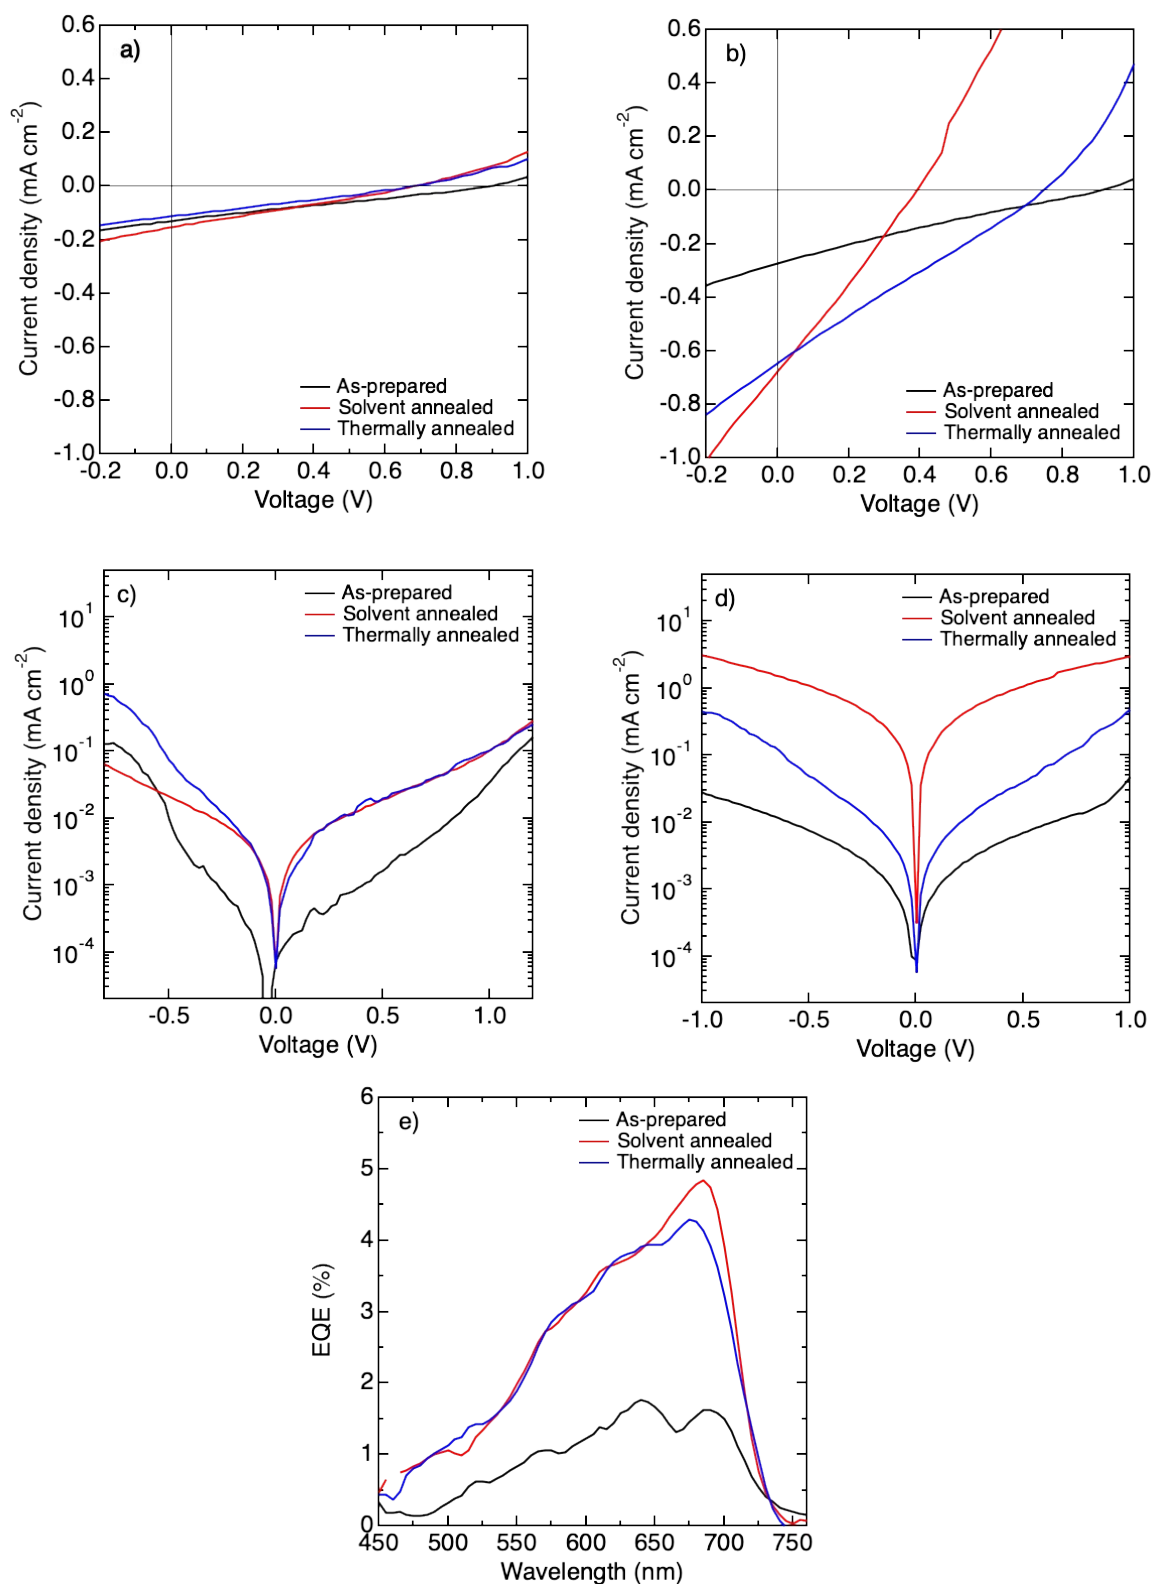 a)
0.6
0.4
0.2
0.0
-0.2
-0.4
-0.6
-0.8
-1.0
Current density (mA cm-2)
As-prepared
Solvent annealed
Thermally annealed
-0.2 0.0 0.2 0.4 0.6 0.8 1.0
Voltage (V)
b)
0.6
0.4
0.2
0.0
-0.2
-0.4
-0.6
-0.8
-1.0
Current density (mA cm-2)
As-prepared
Solvent annealed
Thermally annealed
-0.2 0.0 0.2 0.4 0.6 0.8 1.0
Voltage (V)
c)
As-prepared
Solvent annealed
Thermally annealed
10^1
10^0
10^-1
10^-2
10^-3
10^-4
Current density (mA cm-2)
-0.5 0.0 0.5 1.0
Voltage (V)
d)
As-prepared
Solvent annealed
Thermally annealed
10^1
10^0
10^-1
10^-2
10^-3
10^-4
Current density (mA cm-2)
-1.0 -0.5 0.0 0.5 1.0
Voltage (V)
e)
As-prepared
Solvent annealed
Thermally annealed
6
5
4
3
2
1
0
EQE (%)
450 500 550 600 650 700 750
Wavelength (nm)